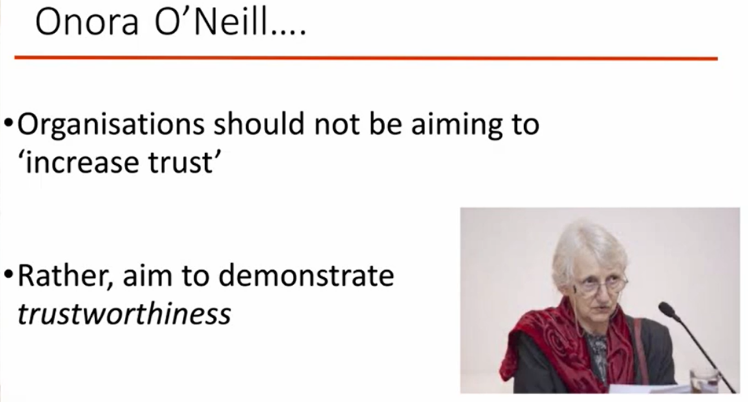 Onora O’Neill....
•Organisations should not be aiming to
‘increase trust’
•Rather, aim to demonstrate
trustworthiness